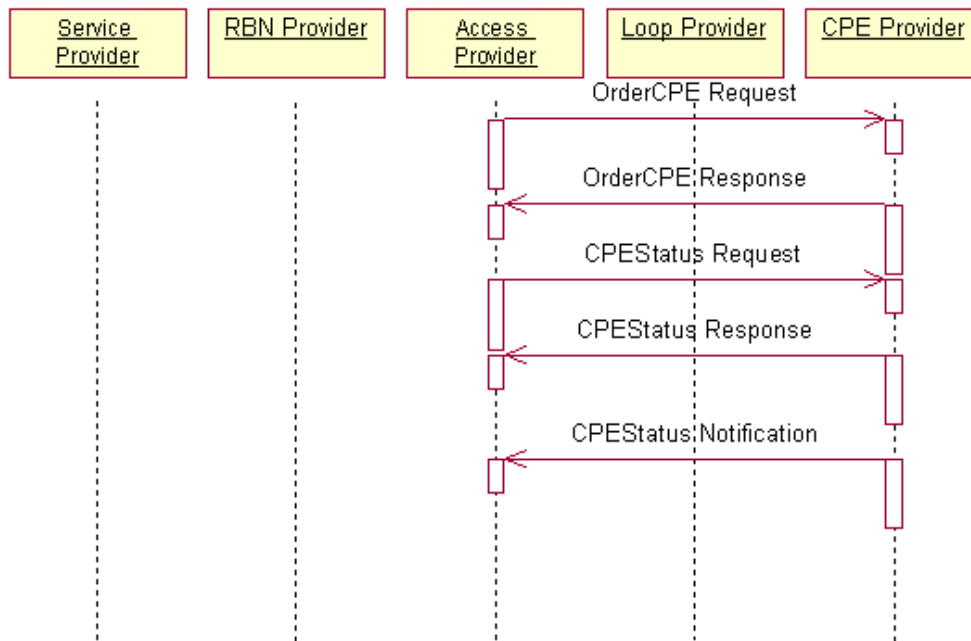 Service
Provider
RBN Provider
Access
Provider
Loop Provider
CPE Provider
OrderCPE Request
OrderCPE Response
CPEStatus Request
CPEStatus Response
CPEStatus Notification